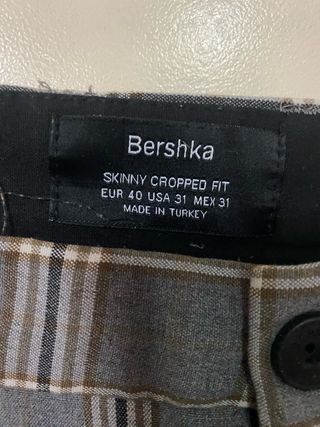 Bershka
SKINNY CROPPED FIT
EUR 40 USA 31 MEX 31
MADE IN TURKEY